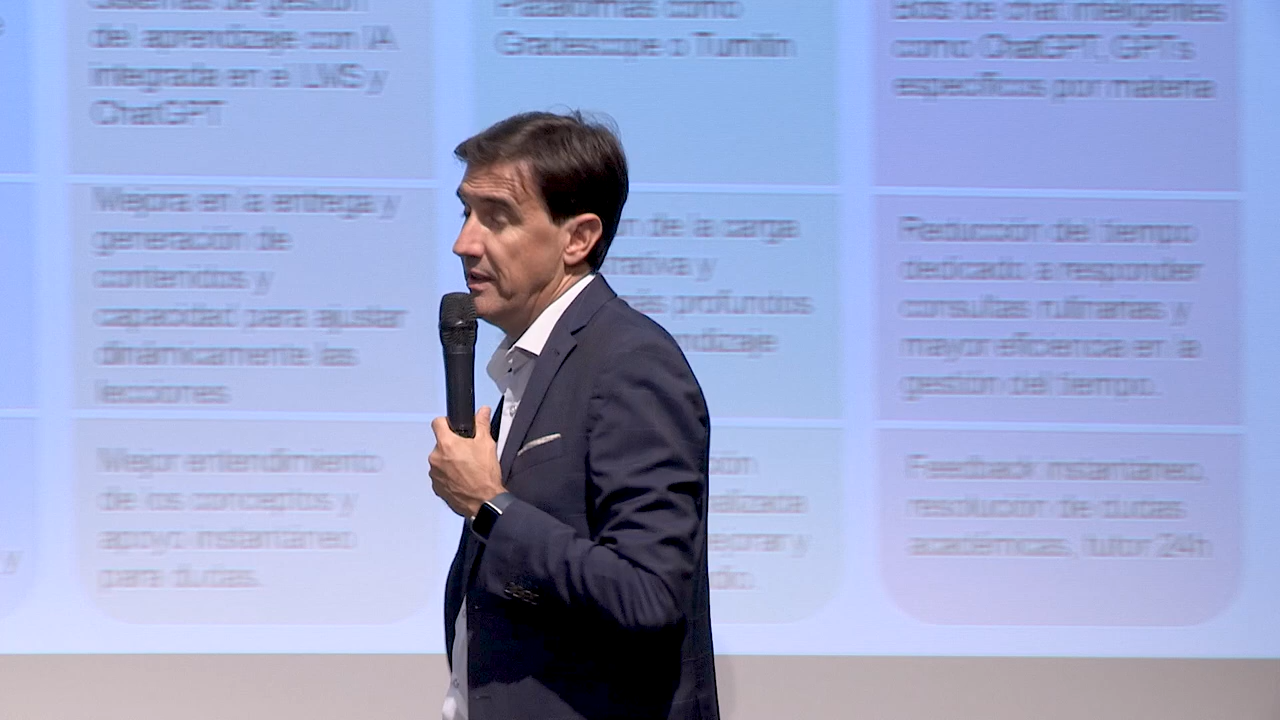 de aprendizaje con IA
integrada en el LMS y
ChatGPT
Mejora en la entrega y
generación de
contenidos y
capacidad para ajustar
dinámicamente las
lecciones.
Mejor entendimiento
de los conceptos y
apoyo instantáneo
para dudas.
Plataformas como
Gradescope o Turnitin
de la carga
y
profundos
y
Bots de chat inteligentes
como ChatGPT, GPTs
específicos por materia
Reducción del tiempo
dedicado a responder
consultas rutinarias y
mayor eficiencia en la
gestión del tiempo.
Feedback instantáneo,
resolución de dudas
académicas, tutor 24h